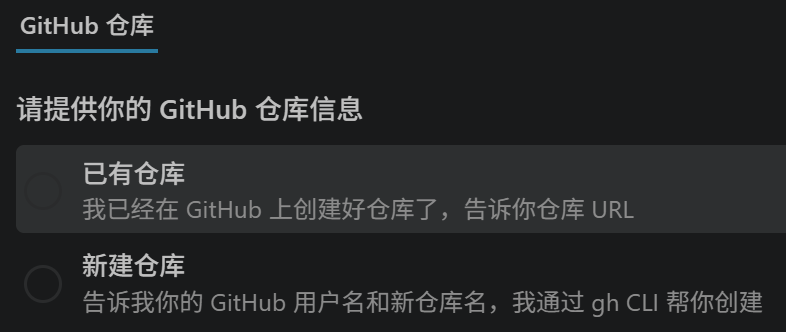 GitHub 仓库
请提供你的 GitHub 仓库信息
已有仓库
我已经在 GitHub 上创建好仓库了，告诉你仓库 URL
新建仓库
告诉我你的 GitHub 用户名和新仓库名，我通过 gh CLI 帮你创建